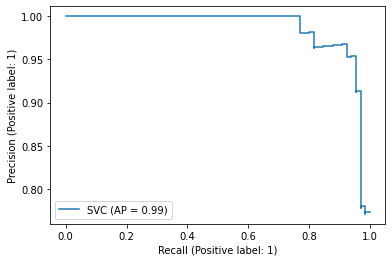 1.00
0.95
0.90
0.85
0.80
Precision (Positive label: 1)
SVC (AP = 0.99)
0.0 0.2 0.4 0.6 0.8 1.0
Recall (Positive label: 1)